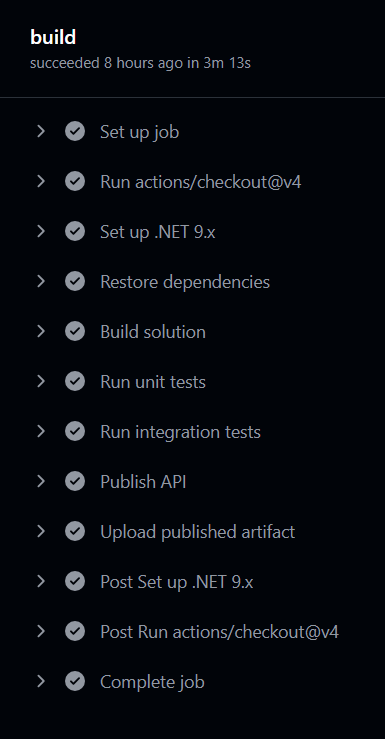 build
succeeded 8 hours ago in 3m 13s
Set up job
Run actions/checkout@v4
Set up .NET 9.x
Restore dependencies
Build solution
Run unit tests
Run integration tests
Publish API
Upload published artifact
Post Set up .NET 9.x
Post Run actions/checkout@v4
Complete job